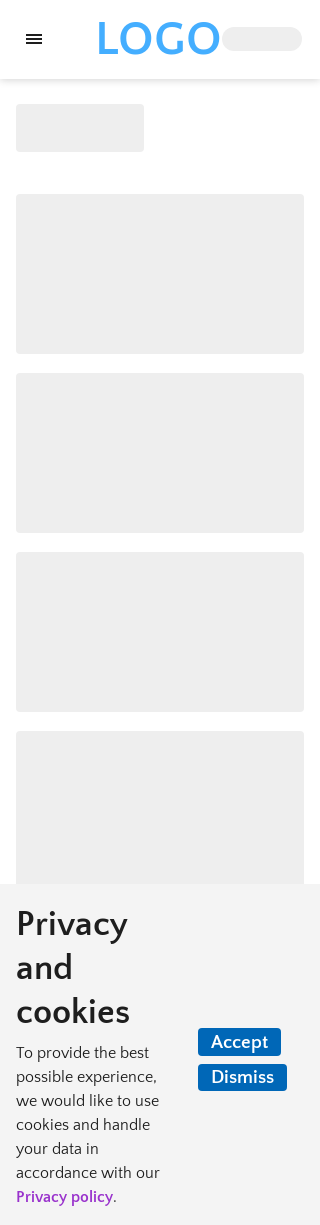 LOGO
Privacy
and
cookies
To provide the best
possible experience,
we would like to use
cookies and handle
your data in
accordance with our
Privacy policy.
Accept
Dismiss